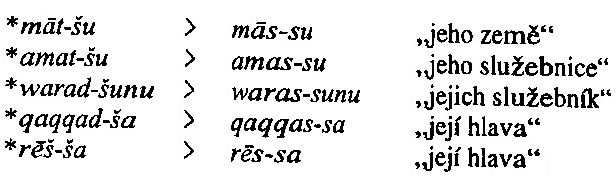 *māt-šu > mās-su „jeho země“
*amat-šu > amas-su „jeho služebnice“
*warad-šunu > waras-sunu „jejich služebník“
*qaqqad-ša > qaqqas-sa „její hlava“
*rēš-ša > rēs-sa „její hlava“